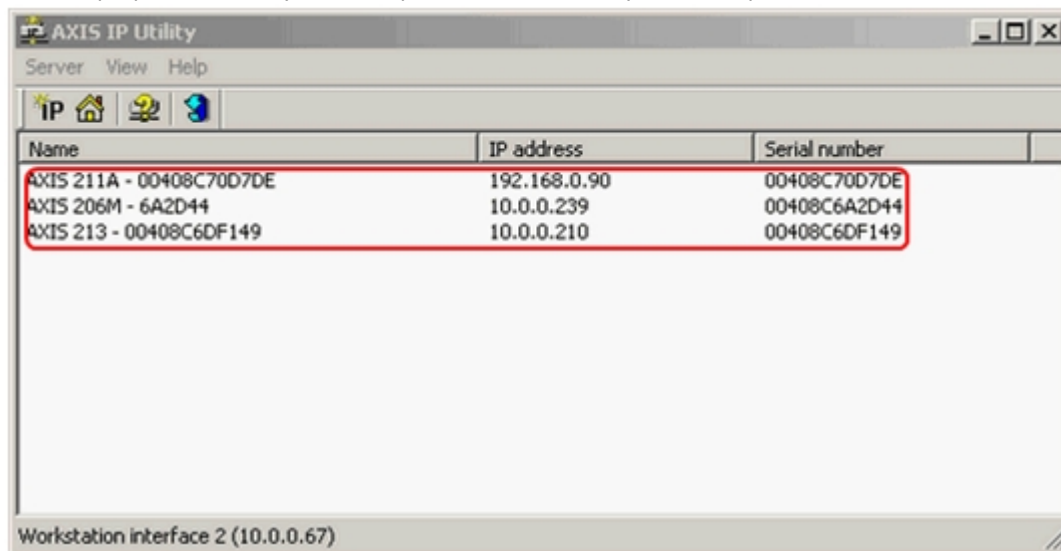 AXIS IP Utility
Server View Help
IP
Name IP address Serial number
AXIS 211A - 00408C70D7DE 192.168.0.90 00408C70D7DE
AXIS 206M - 6A2D44 10.0.0.239 00408C6A2D44
AXIS 213 - 00408C6DF149 10.0.0.210 00408C6DF149
Workstation interface 2 (10.0.0.67)